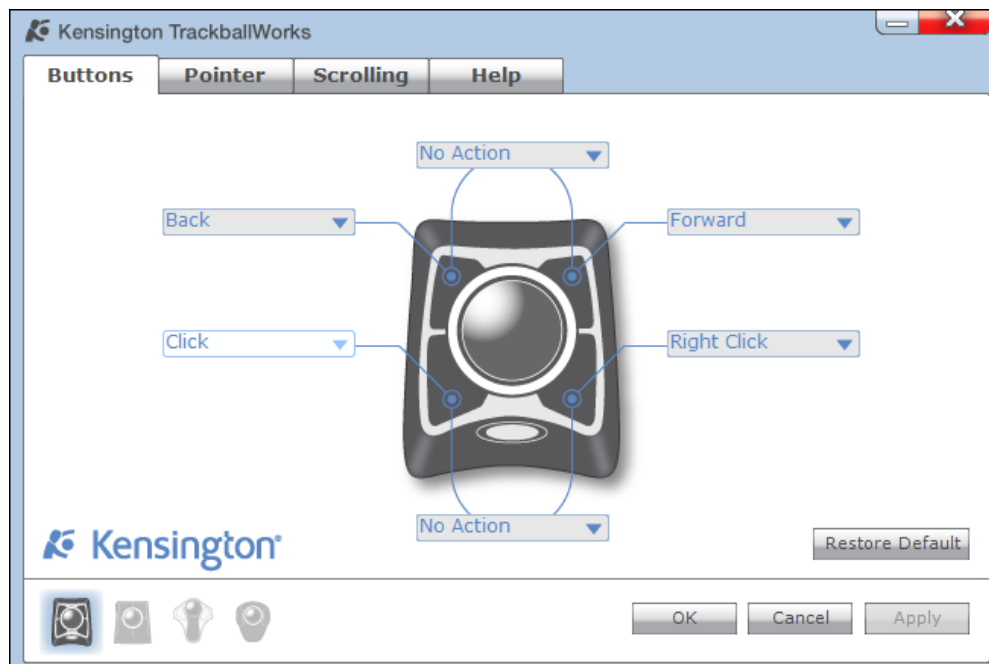 Kensington TrackballWorks
Buttons
Pointer
Scrolling
Help
No Action
Back
Forward
Click
Right Click
No Action
Kensington®
Restore Default
OK
Cancel
Apply